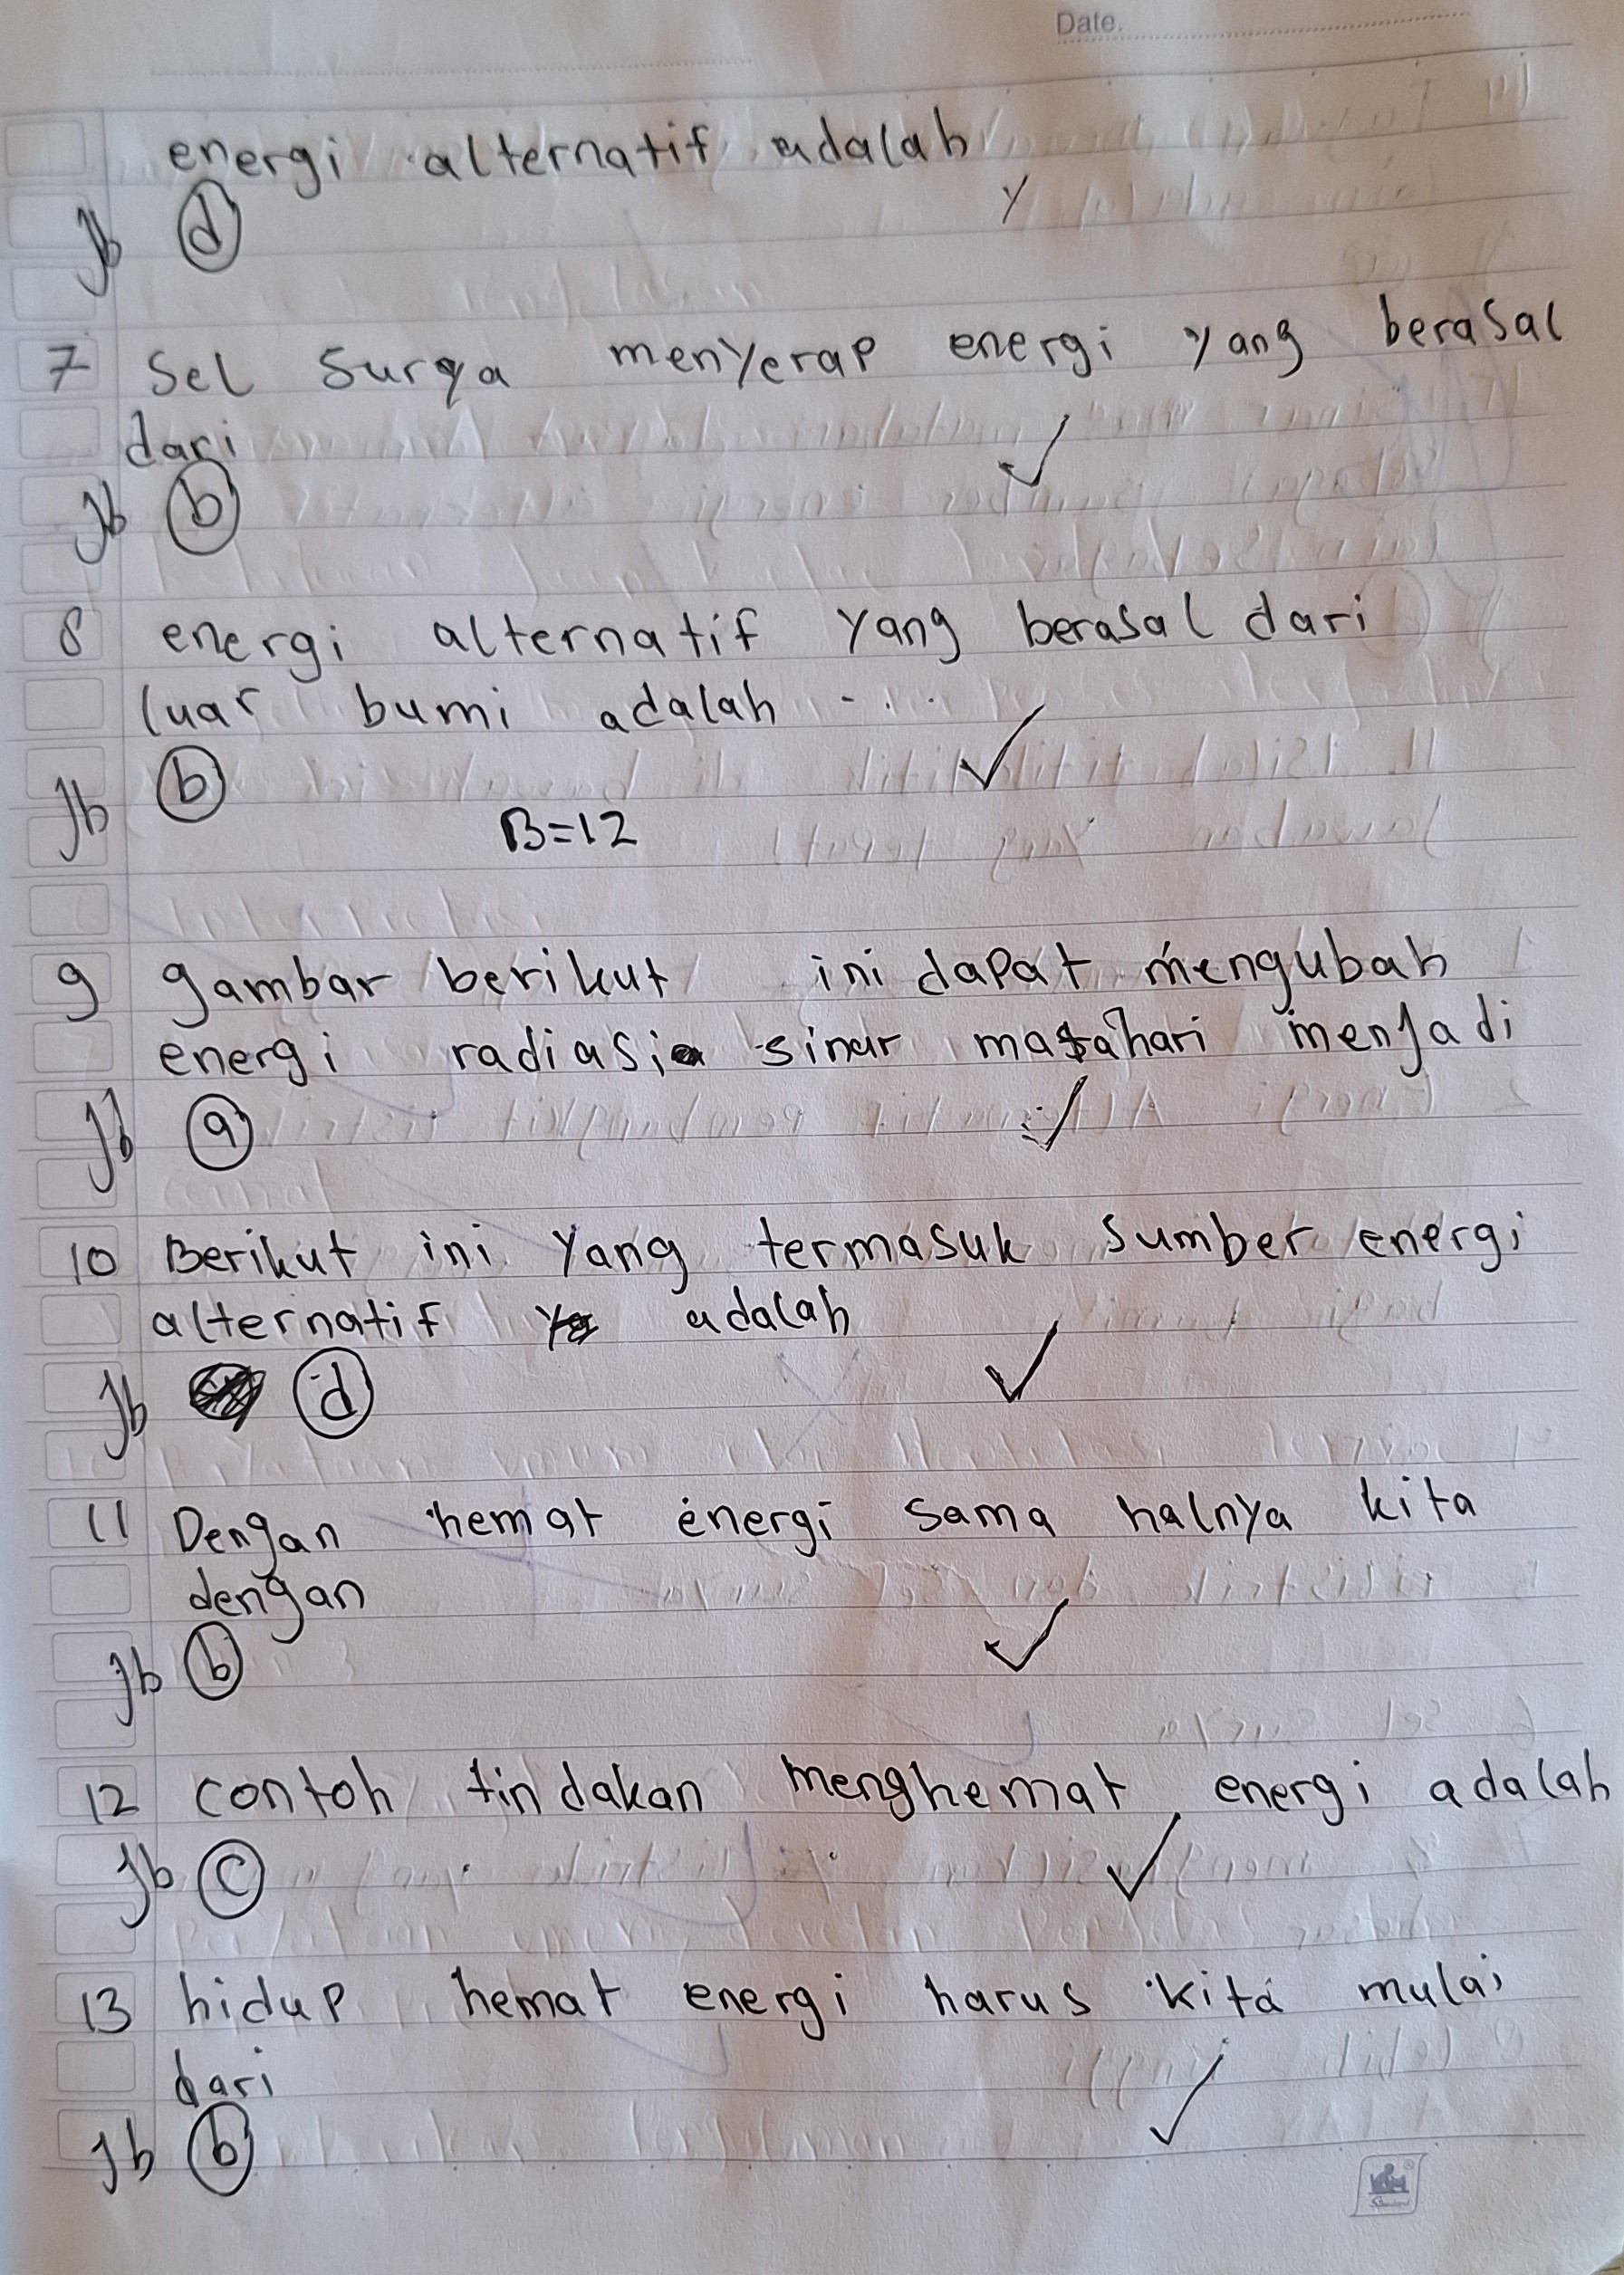 Date.
energi alternatif adalah
jb d
7 Sel Surya menyerap energi yang berasal
dari
jb b
8 energi alternatif yang berasal dari
luar bumi adalah ....
jb b
B=12
9 gambar berikut ini dapat mengubah
energi radiasi sinar matahari menjadi
jb a
10 Berikut ini yang termasuk sumber energi
alternatif adalah
jb d
11 Dengan hemat energi sama halnya kita
dengan
jb b
12 contoh tindakan menghemat energi adalah
jb c
13 hidup hemat energi harus kita mulai
dari
jb b